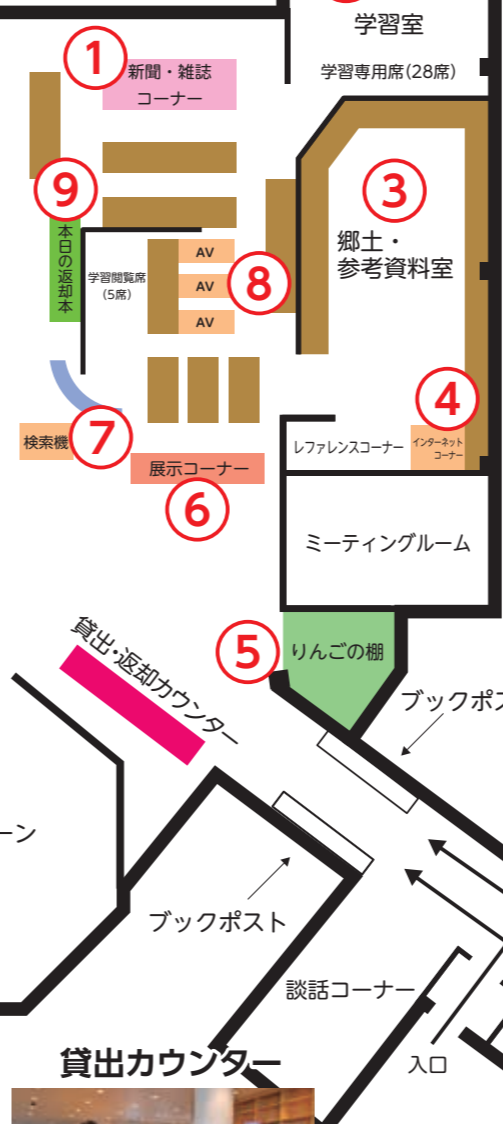 学習室
学習専用席(28席)
①
新聞・雑誌
コーナー
⑨
本日の返却本
学習閲覧席
(5席)
AV
AV
AV
⑧
③
郷土・
参考資料室
④
インターネット
コーナー
レファレンスコーナー
検索機
⑦
展示コーナー
⑥
ミーティングルーム
⑤
りんごの棚
貸出・返却カウンター
ブックポス
ーン
ブックポスト
談話コーナー
入口
貸出カウンター